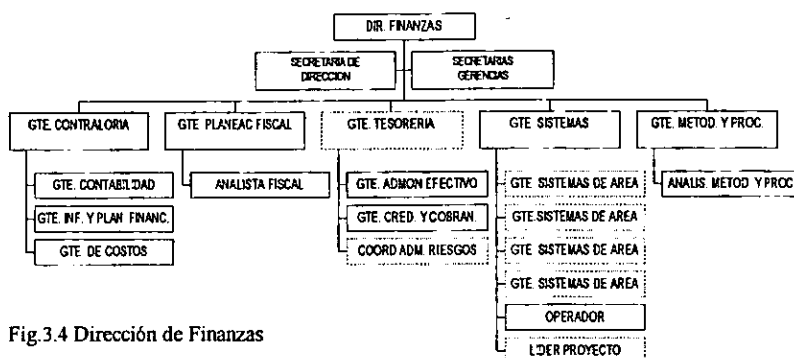 DIR. FINANZAS
SECRETARIA DE
DIRECCION
SECRETARIAS
GERENCIAS
GTE. CONTRALORIA
GTE PLANEAC FISCAL
GTE. TESORERIA
GTE SISTEMAS
GTE. METOD. Y PROC.
GTE. CONTABILIDAD
GTE. INF. Y PLAN FINANC.
GTE. DE COSTOS
ANALISTA FISCAL
GTE. ADMON EFECTIVO
GTE. CRED. Y COBRAN.
COORD ADM. RIESGOS
GTE SISTEMAS DE AREA
GTE. SISTEMAS DE AREA
GTE. SISTEMAS DE AREA
GTE. SISTEMAS DE AREA
OPERADOR
LIDER PROYECTO
ANALIS. METOD Y PROC
Fig.3.4 Dirección de Finanzas